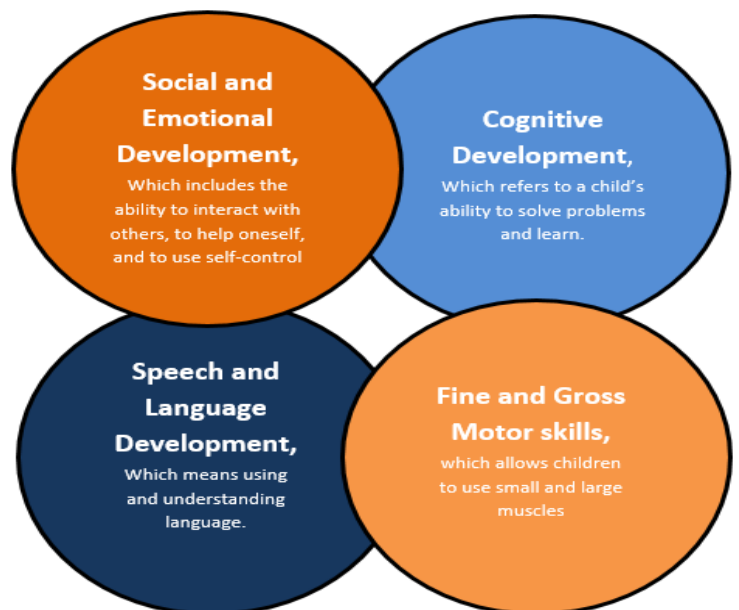 Social and
Emotional
Development,
Which includes the
ability to interact with
others, to help oneself,
and to use self-control
Cognitive
Development,
Which refers to a child’s
ability to solve problems
and learn.
Speech and
Language
Development,
Which means using
and understanding
language.
Fine and Gross
Motor skills,
which allows children
to use small and large
muscles